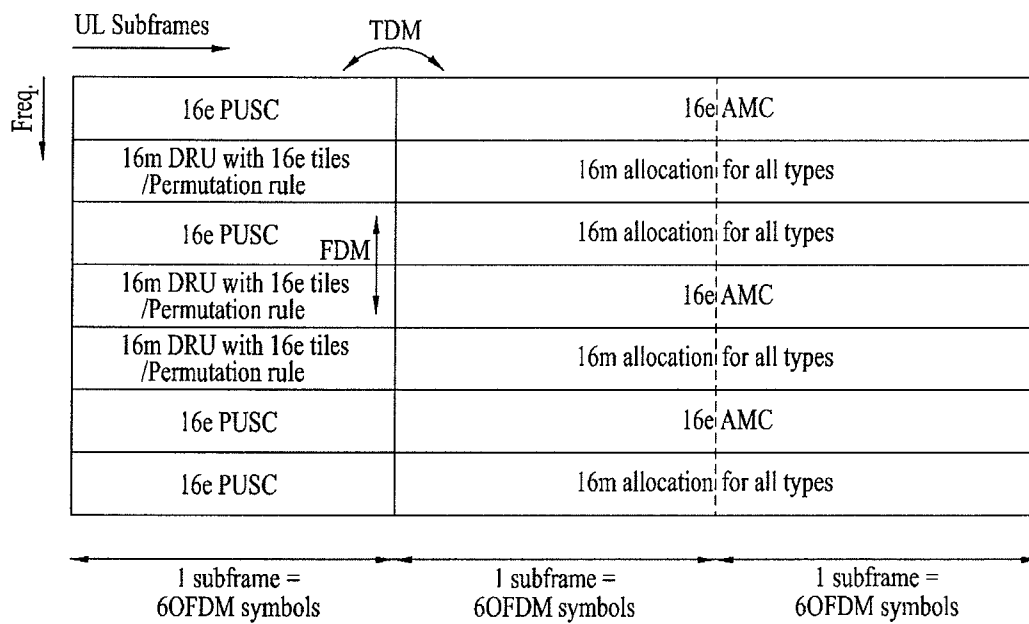 UL Subframes
TDM
Freq.
16e PUSC
16e AMC
16m DRU with 16e tiles
/Permutation rule
16m allocation for all types
16e PUSC
FDM
16m allocation for all types
16m DRU with 16e tiles
/Permutation rule
16e AMC
16m DRU with 16e tiles
/Permutation rule
16m allocation for all types
16e PUSC
16e AMC
16e PUSC
16m allocation for all types
1 subframe =
6OFDM symbols
1 subframe =
6OFDM symbols
1 subframe =
6OFDM symbols